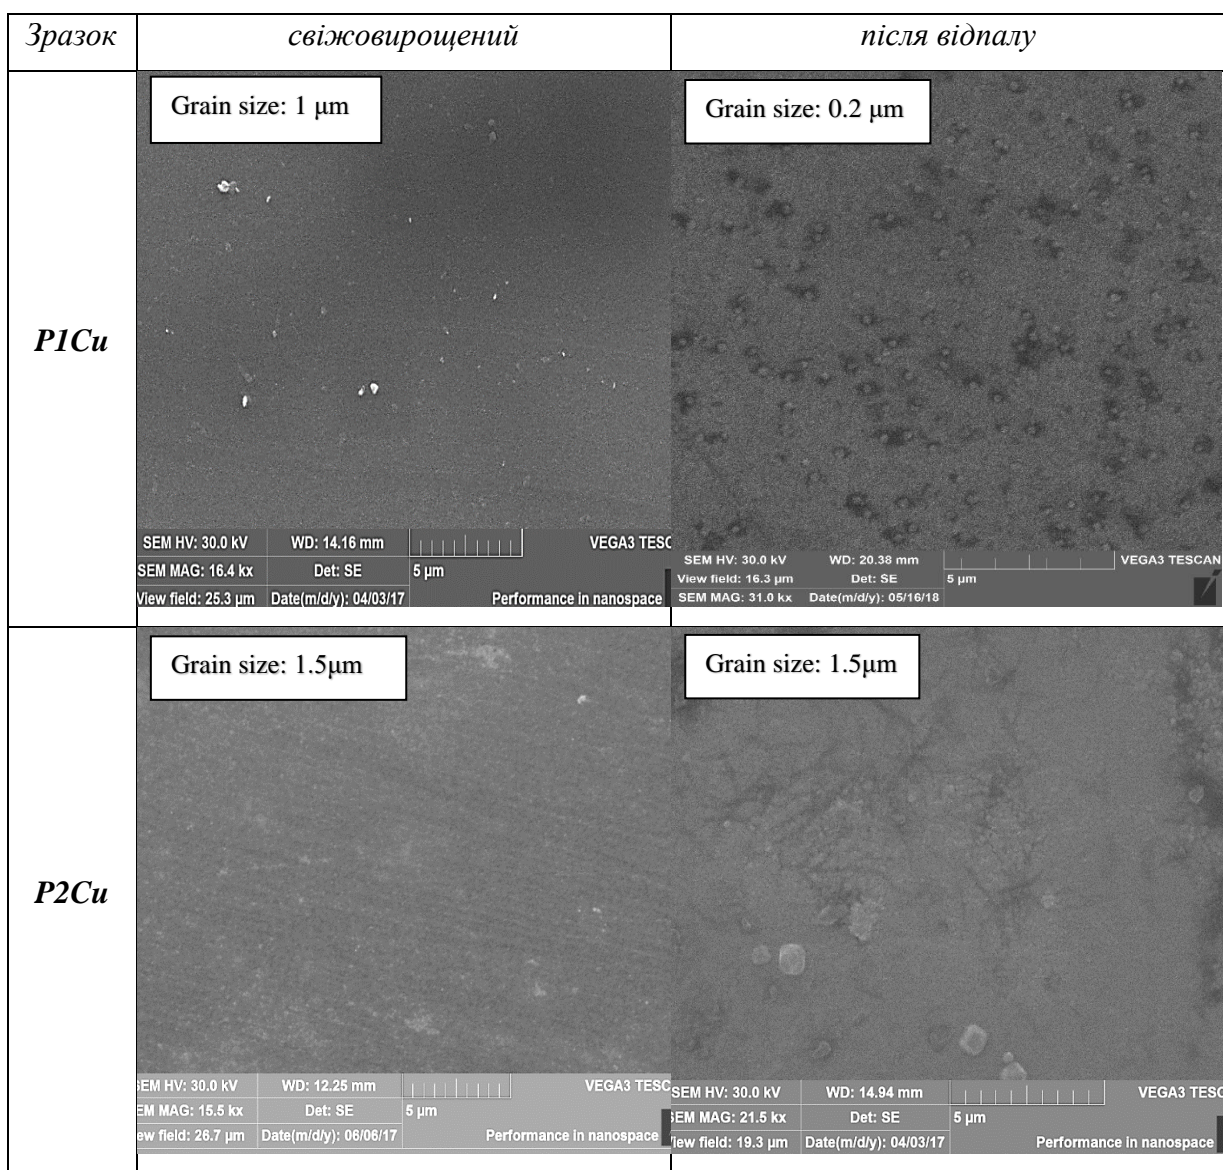 Зразок свіжовирощений після відпалу
P1Cu
Grain size: 1 μm
SEM HV: 30.0 kV WD: 14.16 mm VEGA3 TESC
SEM MAG: 16.4 kx Det: SE 5 μm
View field: 25.3 μm Date(m/d/y): 04/03/17 Performance in nanospace
Grain size: 0.2 μm
SEM HV: 30.0 kV WD: 20.38 mm VEGA3 TESCAN
View field: 16.3 μm Det: SE 5 μm
SEM MAG: 31.0 kx Date(m/d/y): 05/16/18
P2Cu
Grain size: 1.5μm
SEM HV: 30.0 kV WD: 12.25 mm VEGA3 TESC
EM MAG: 15.5 kx Det: SE 5 μm
ew field: 26.7 μm Date(m/d/y): 06/06/17 Performance in nanospace
Grain size: 1.5μm
SEM HV: 30.0 kV WD: 14.94 mm VEGA3 TESC
SEM MAG: 21.5 kx Det: SE 5 μm
View field: 19.3 μm Date(m/d/y): 04/03/17 Performance in nanospace